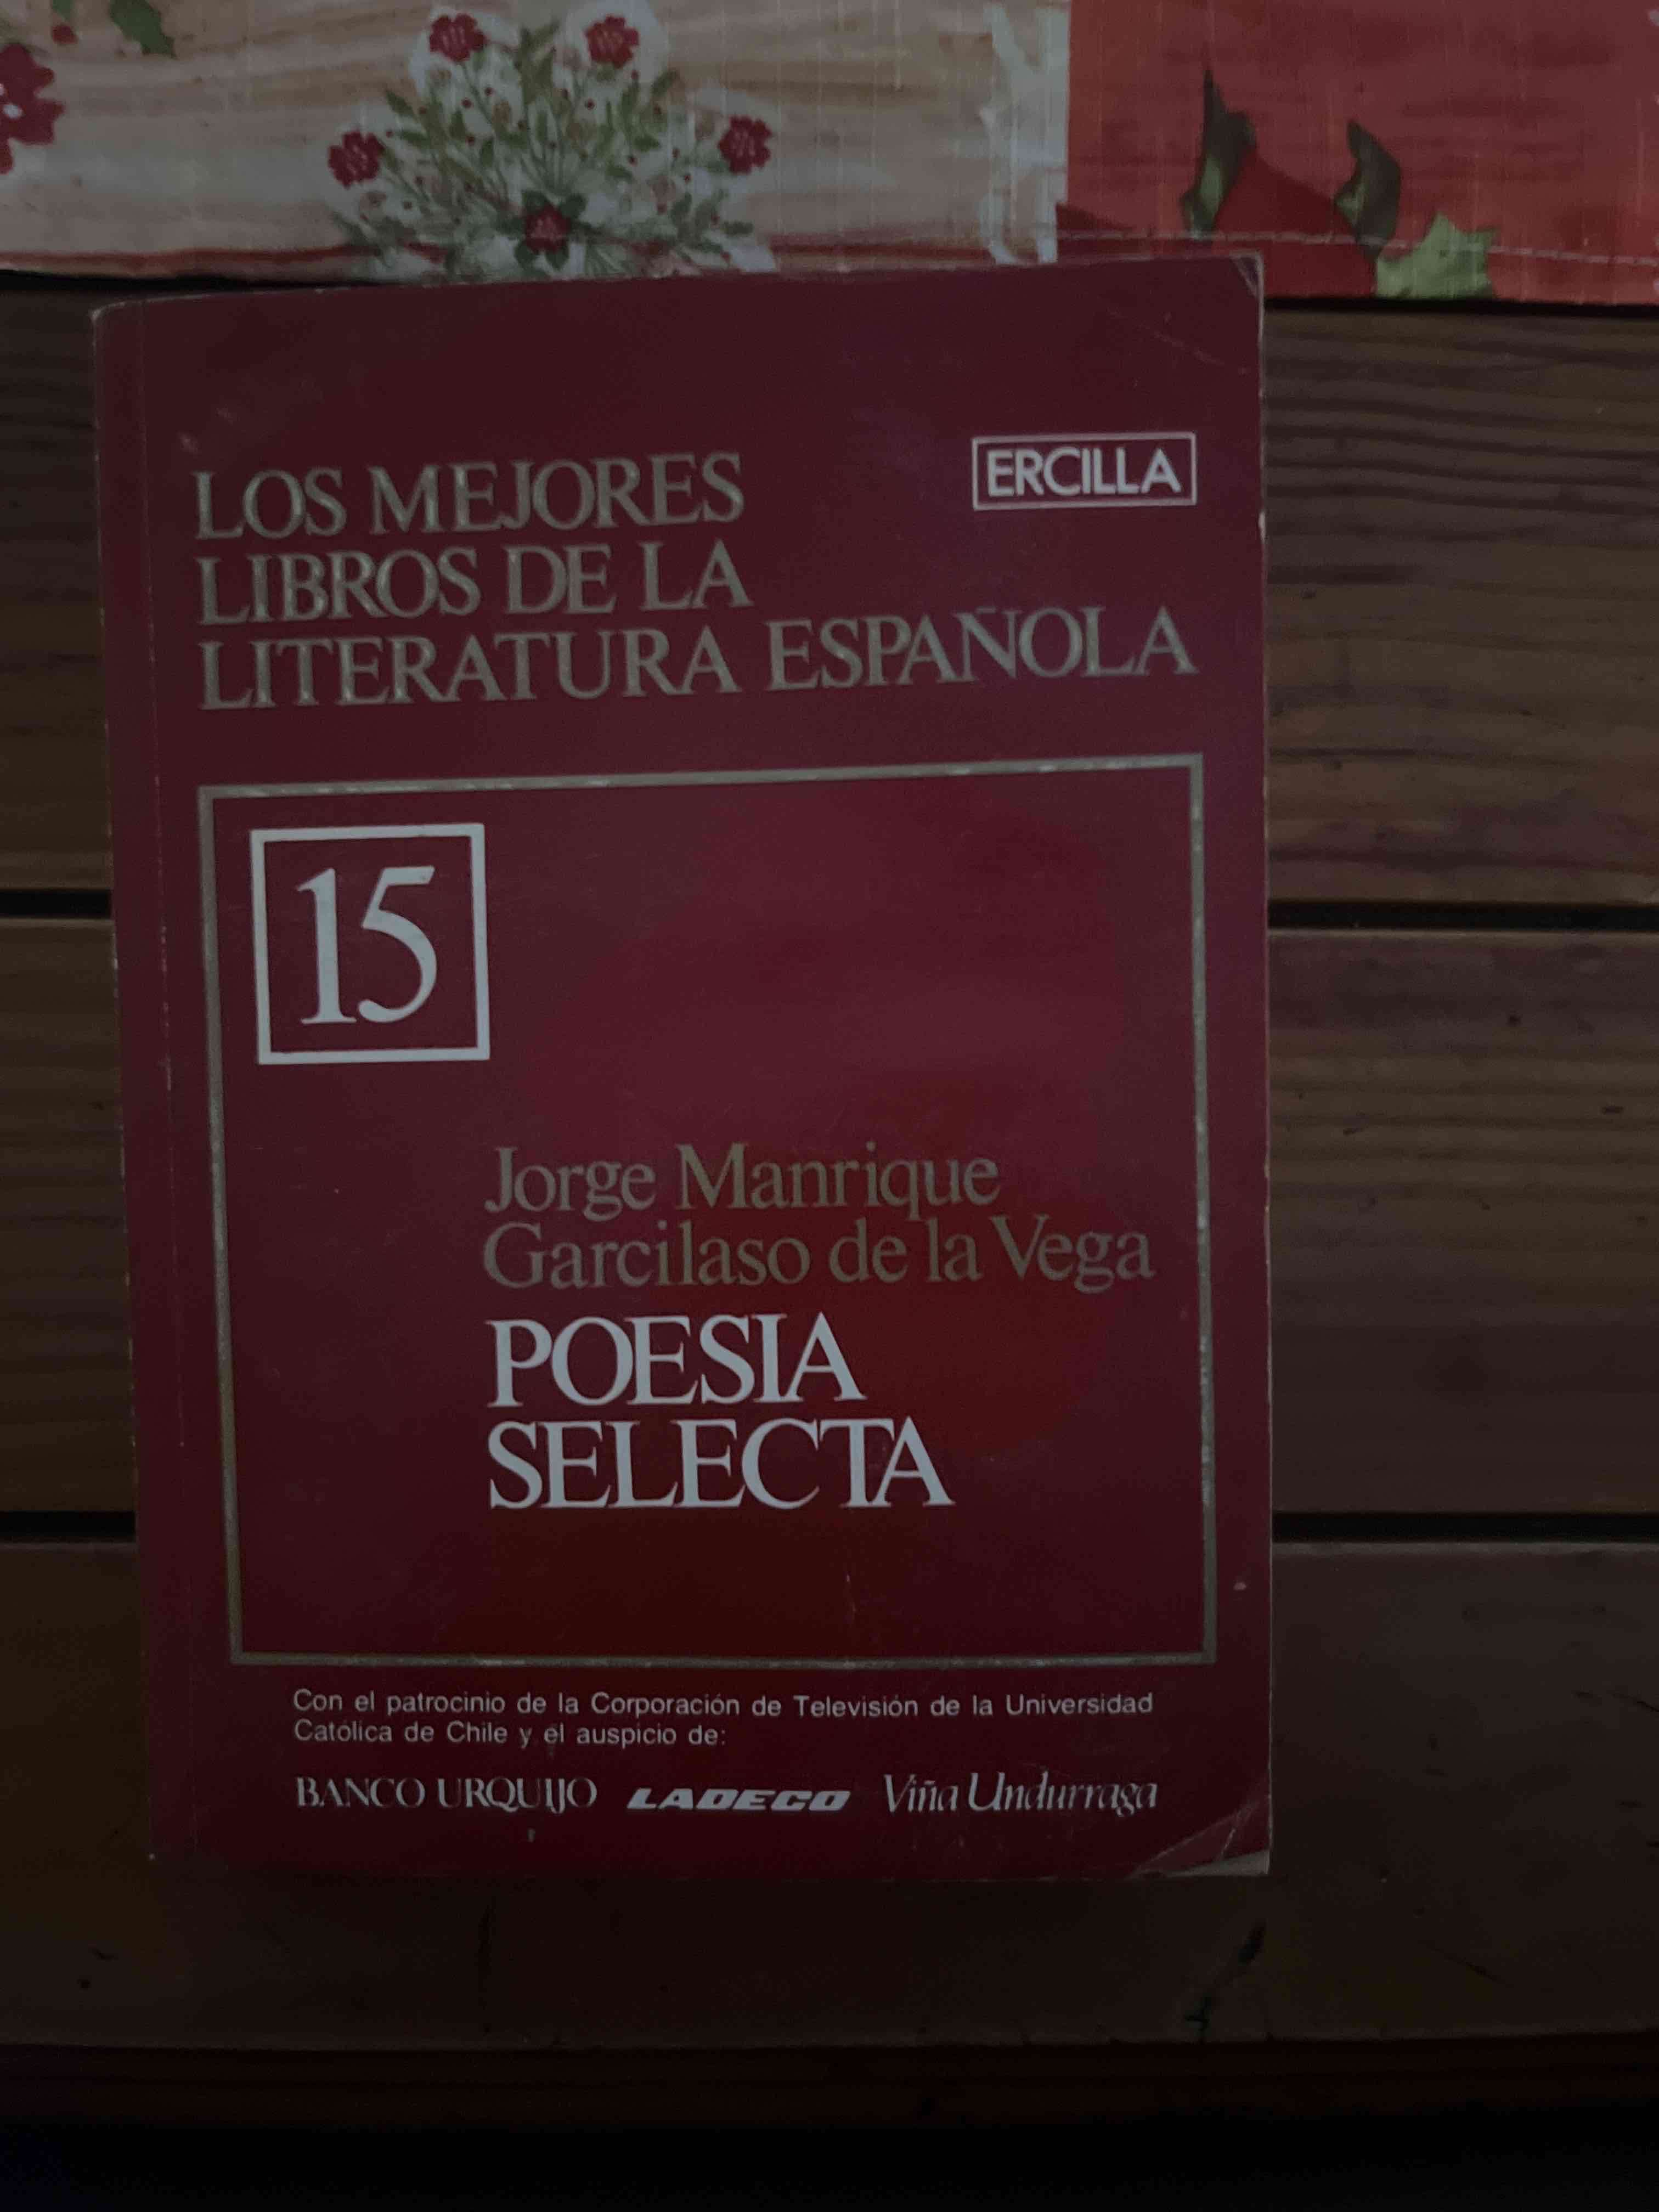 LOS MEJORES
LIBROS DE LA
LITERATURA ESPAÑOLA
ERCILLA
15
Jorge Manrique
Garcilaso de la Vega
POESIA
SELECTA
Con el patrocinio de la Corporación de Televisión de la Universidad
Católica de Chile y el auspicio de:
BANCO URQUIJO LADECO Viña Undurraga